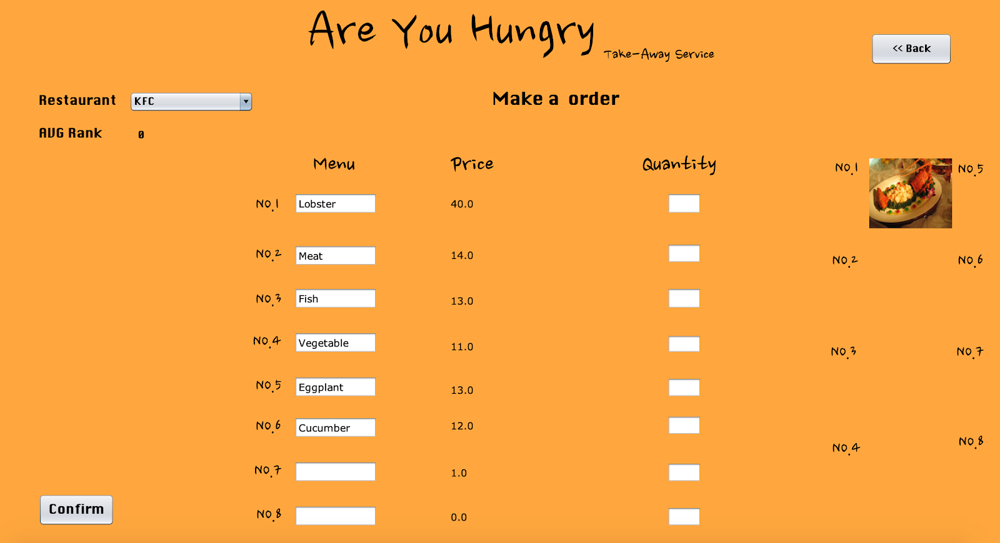 Are You Hungry
Take-Away Service
<< Back
Restaurant KFC
Make a order
AVG Rank 0
Menu Price Quantity
NO.1 Lobster 40.0
NO.2 Meat 14.0
NO.3 Fish 13.0
NO.4 Vegetable 11.0
NO.5 Eggplant 13.0
NO.6 Cucumber 12.0
NO.7 1.0
NO.8 0.0
NO.1 NO.5
NO.2 NO.6
NO.3 NO.7
NO.4 NO.8
Confirm